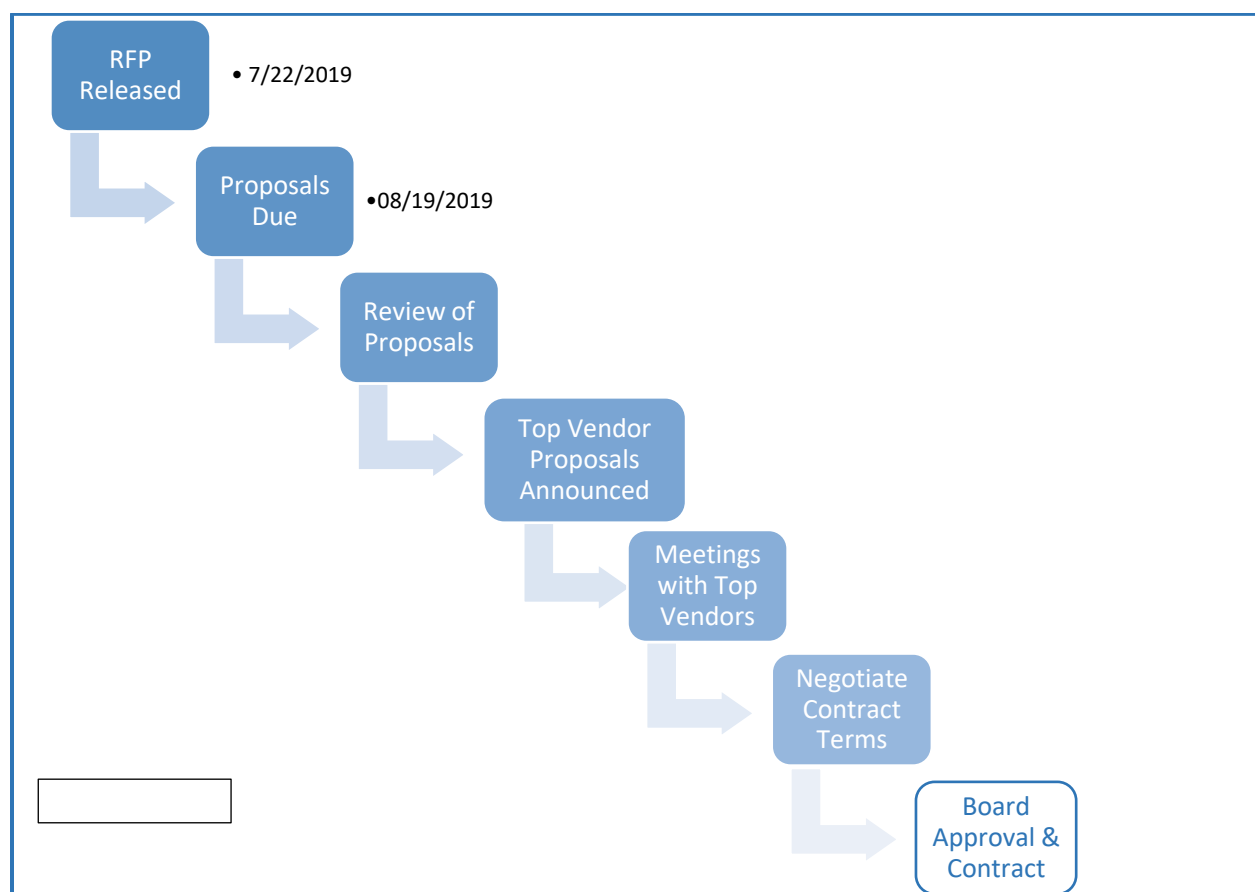 RFP
Released
• 7/22/2019
Proposals
Due
•08/19/2019
Review of
Proposals
Top Vendor
Proposals
Announced
Meetings
with Top
Vendors
Negotiate
Contract
Terms
Board
Approval &
Contract